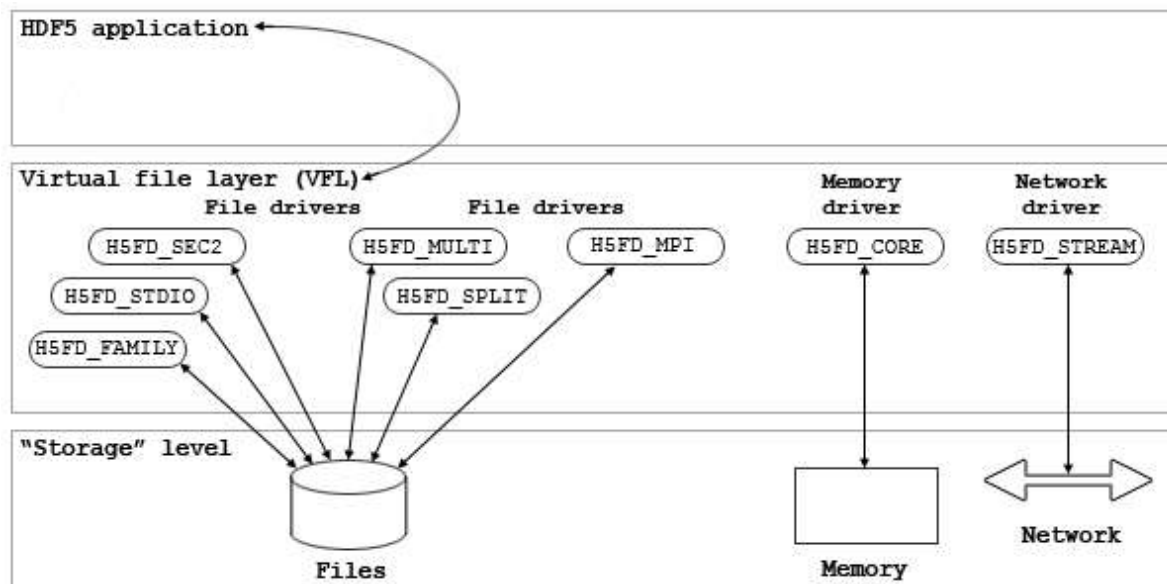 HDF5 application
Virtual file layer (VFL)
File drivers
File drivers
Memory
driver
Network
driver
H5FD_SEC2
H5FD_MULTI
H5FD_MPI
H5FD_CORE
H5FD_STREAM
H5FD_STDIO
H5FD_SPLIT
H5FD_FAMILY
“Storage” level
Files
Memory
Network